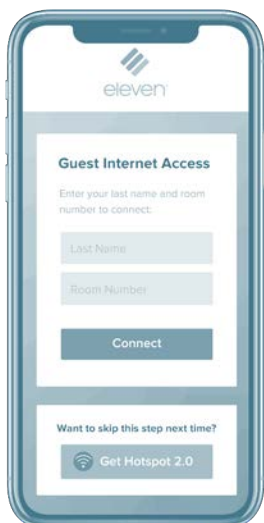 eleven
Guest Internet Access
Enter your last name and room
number to connect.
Last Name
Room Number
Connect
Want to skip this step next time?
Get Hotspot 2.0